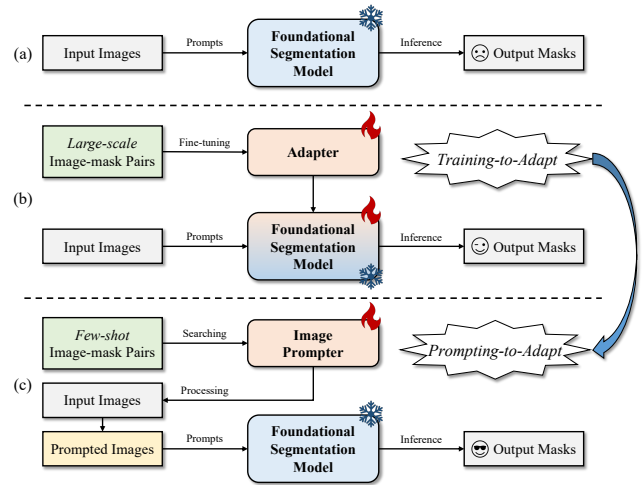 (a)
Input Images
Prompts
Foundational
Segmentation
Model
Inference
Output Masks
Large-scale
Image-mask Pairs
Fine-tuning
Adapter
Training-to-Adapt
(b)
Input Images
Prompts
Foundational
Segmentation
Model
Inference
Output Masks
Few-shot
Image-mask Pairs
Searching
Image
Prompter
Prompting-to-Adapt
(c)
Processing
Input Images
Prompted Images
Prompts
Foundational
Segmentation
Model
Inference
Output Masks